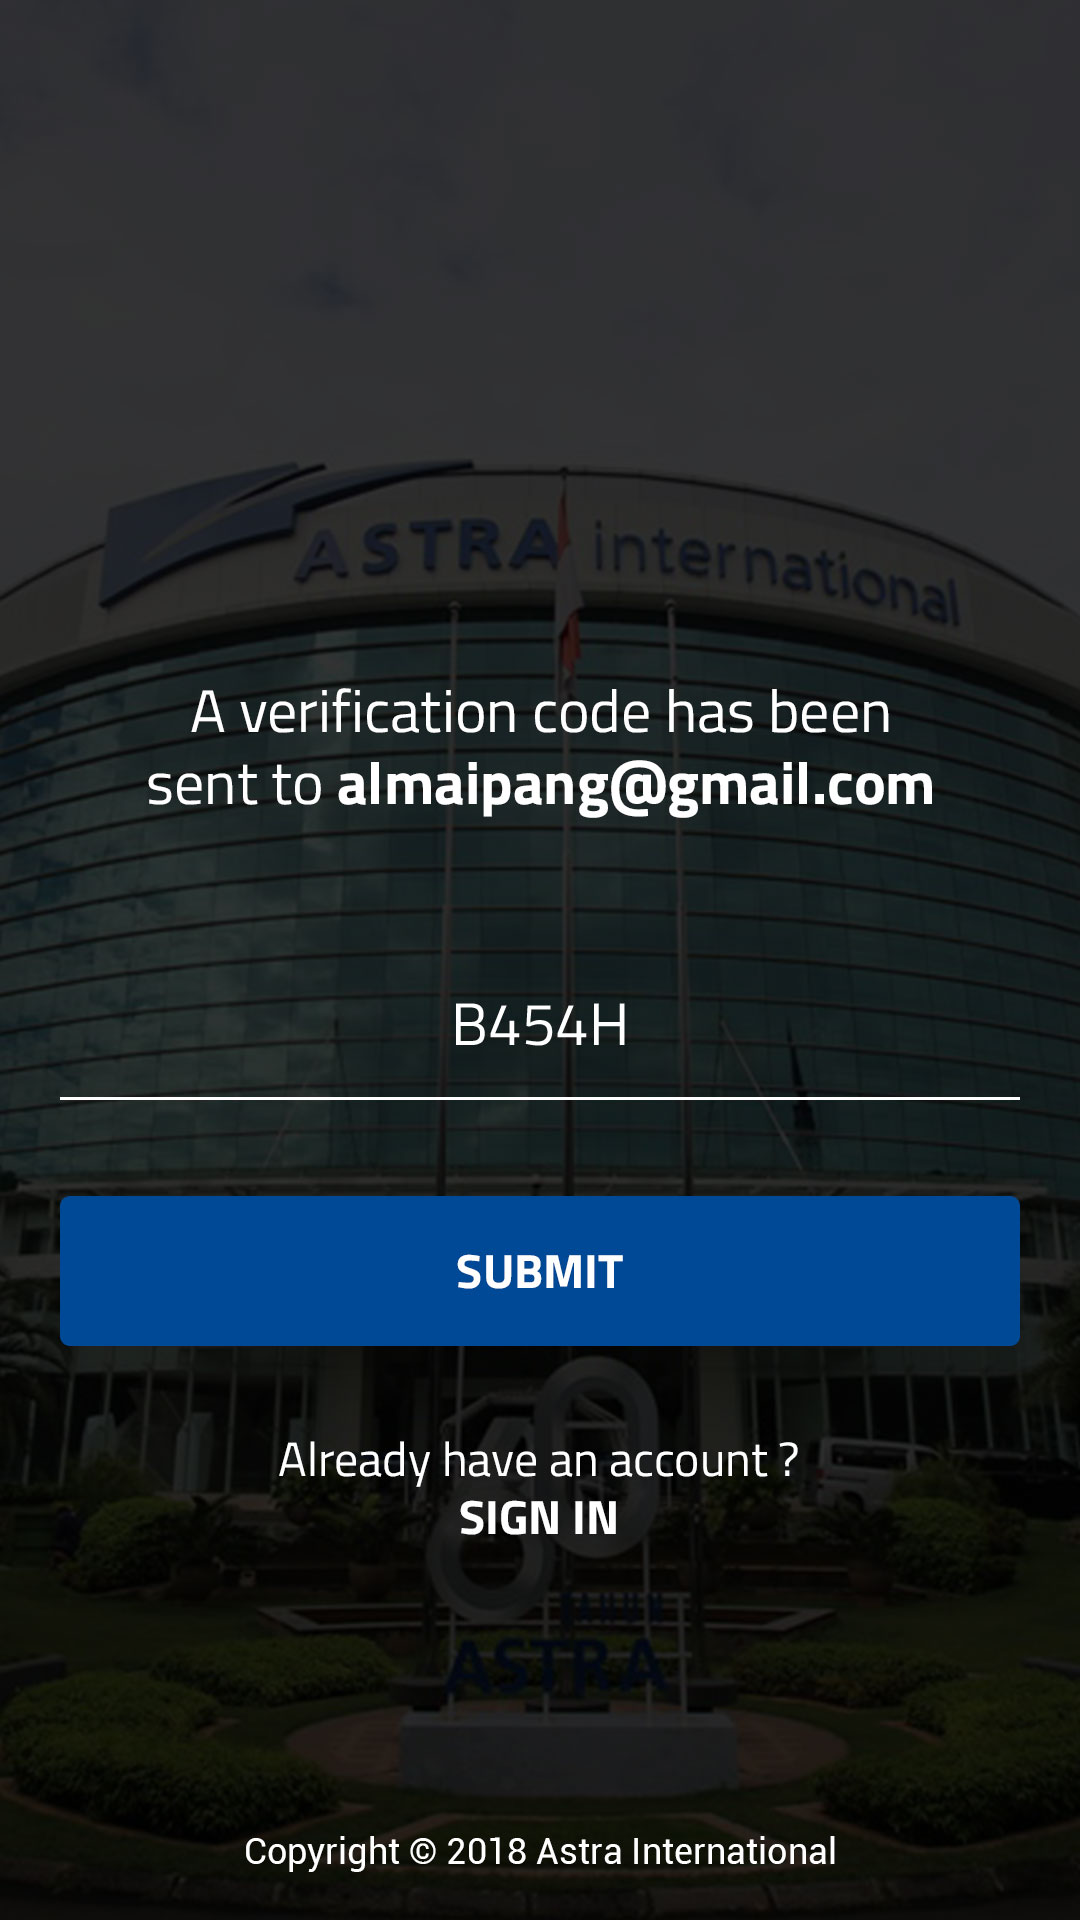 ASTRA international
A verification code has been
sent to almaipang@gmail.com
B454H
SUBMIT
Already have an account ?
SIGN IN
ASTRA
Copyright © 2018 Astra International